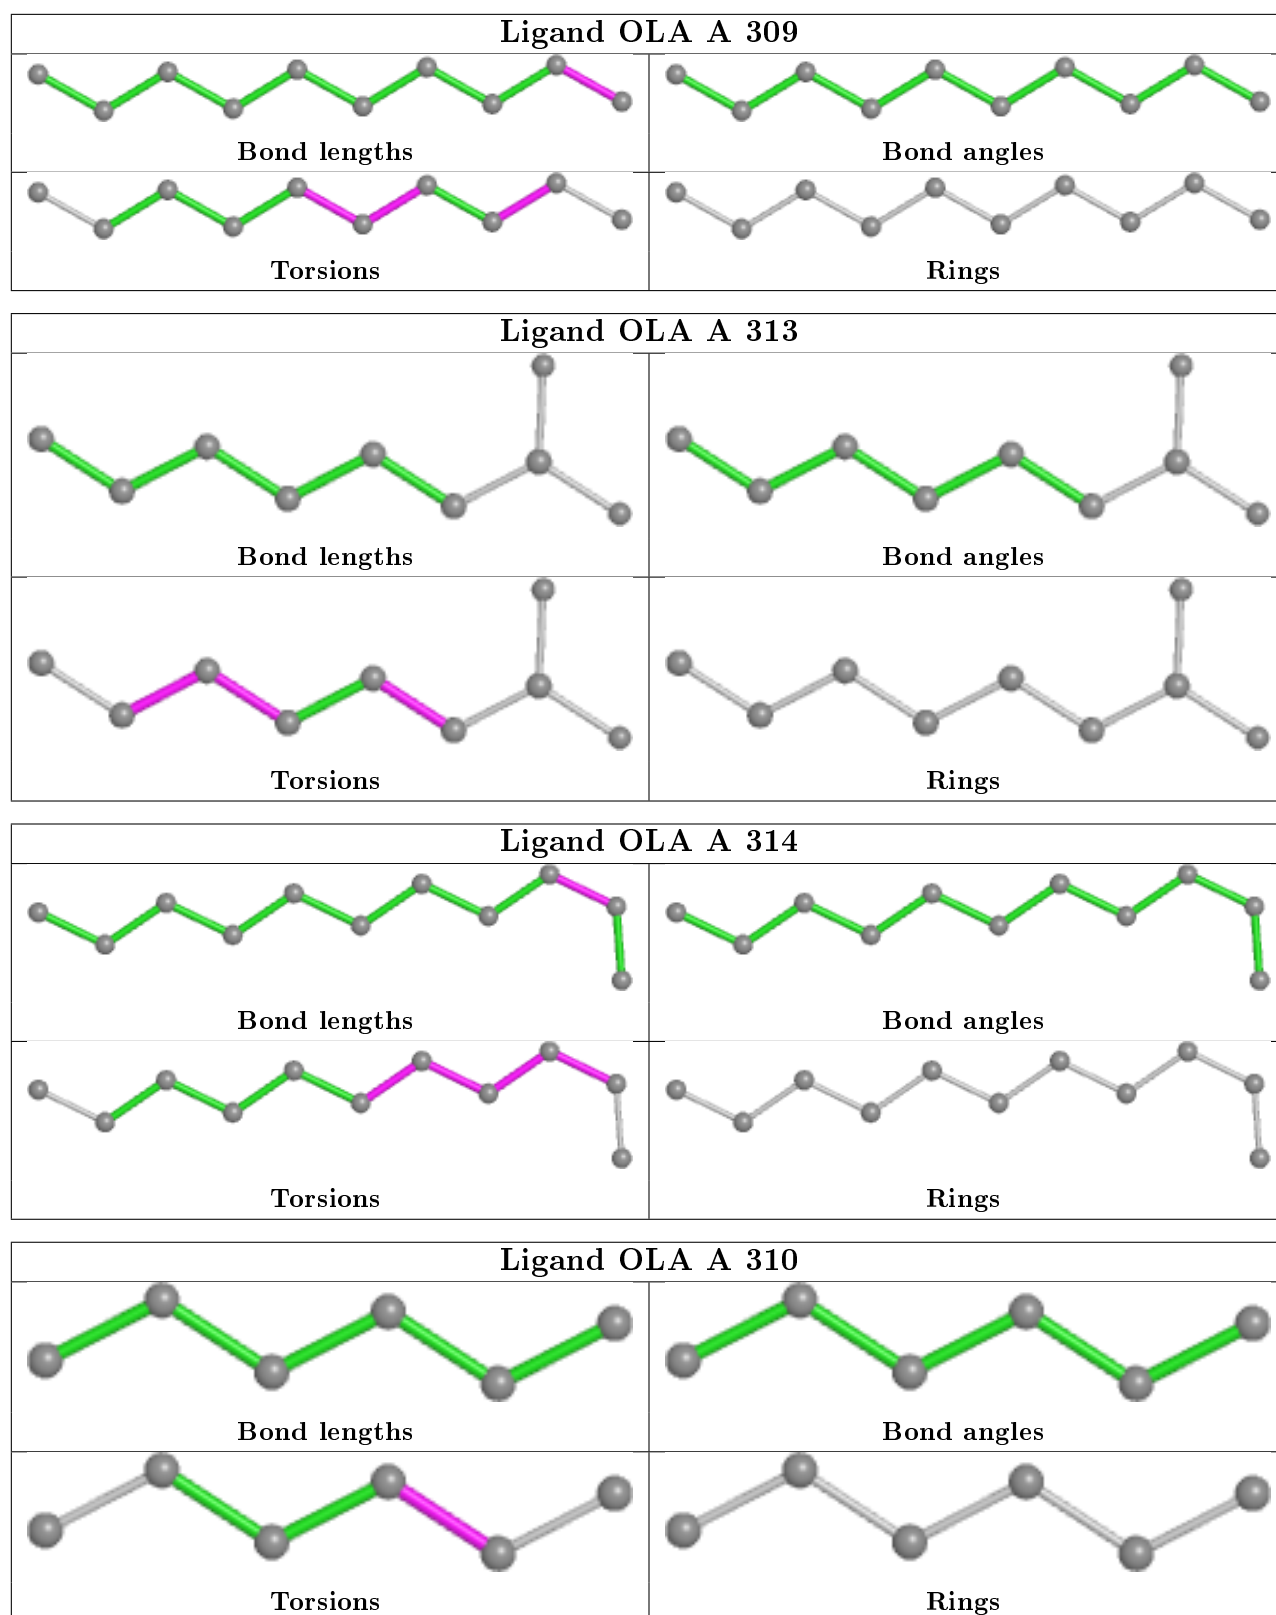 Ligand OLA A 309
Bond lengths
Bond angles
Torsions
Rings
Ligand OLA A 313
Bond lengths
Bond angles
Torsions
Rings
Ligand OLA A 314
Bond lengths
Bond angles
Torsions
Rings
Ligand OLA A 310
Bond lengths
Bond angles
Torsions
Rings